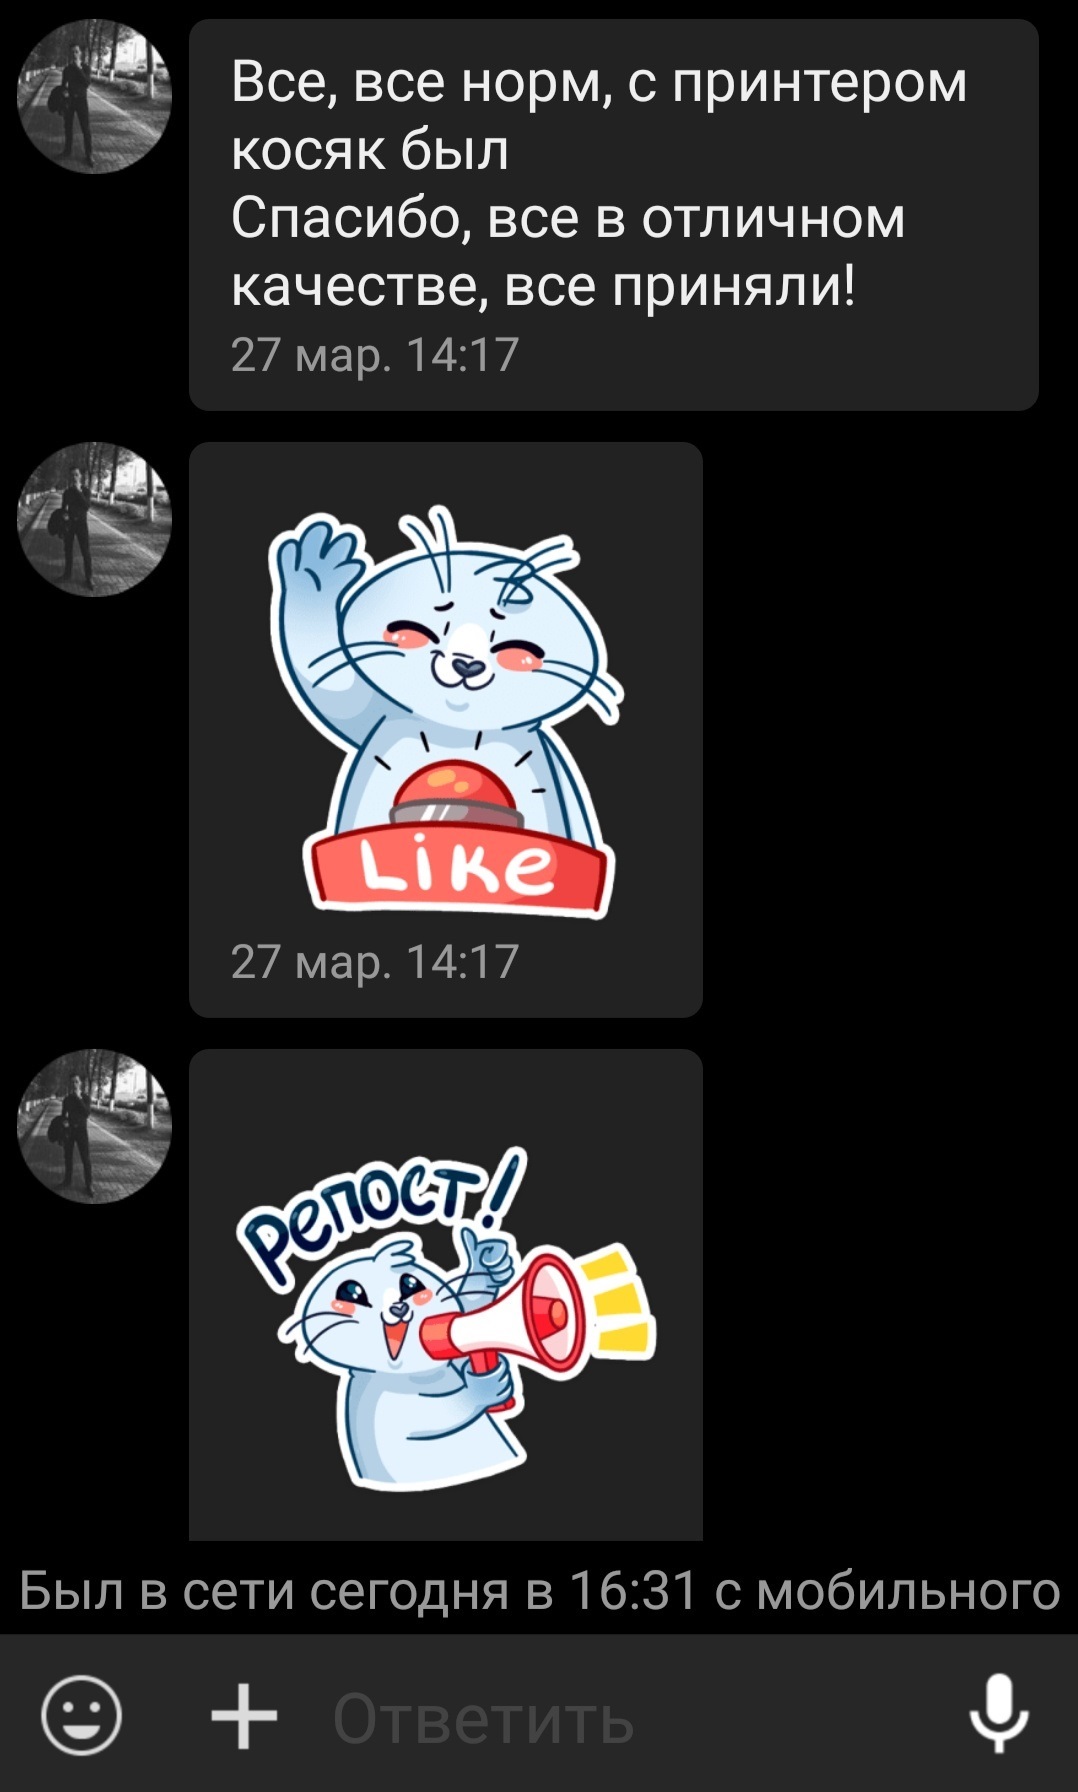 Все, все норм, с принтером
косяк был
Спасибо, все в отличном
качестве, все приняли!
27 мар. 14:17
Like
27 мар. 14:17
Репост!
Был в сети сегодня в 16:31 с мобильного
Ответить